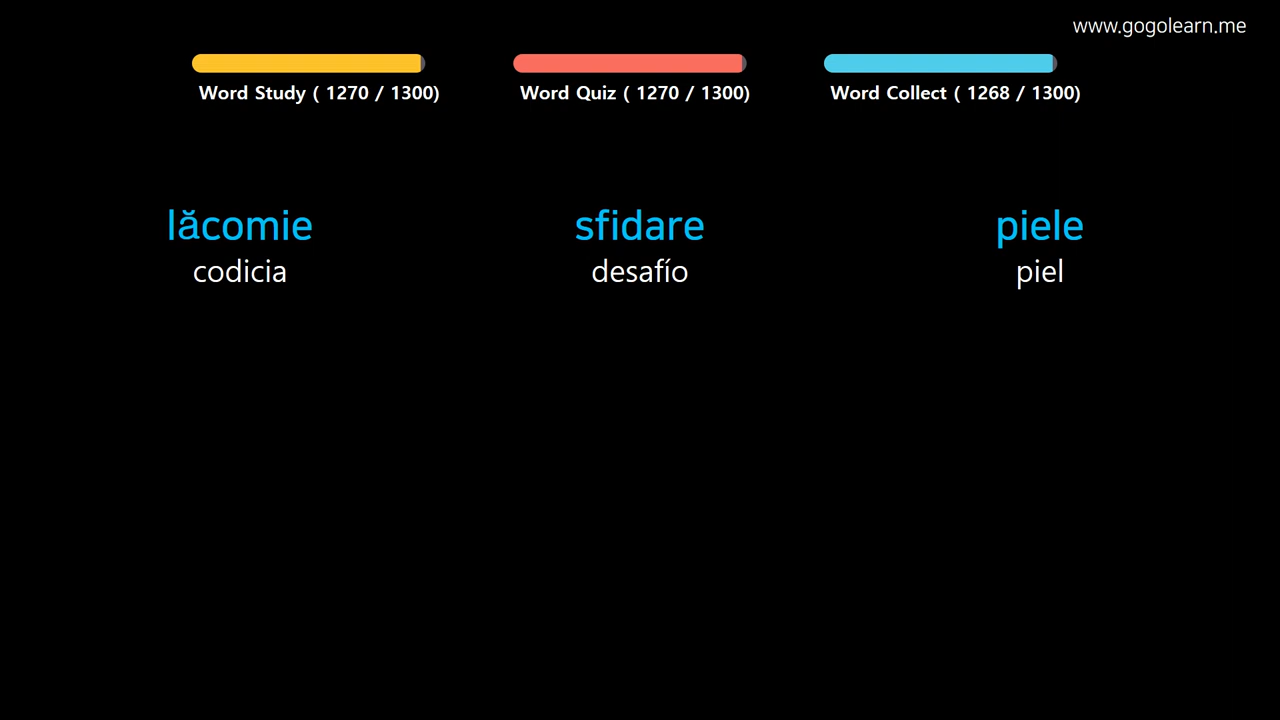 www.gogolearn.me
Word Study ( 1270 / 1300)
Word Quiz ( 1270 / 1300)
Word Collect ( 1268 / 1300)
lăcomie
codicia
sfidare
desafío
piele
piel